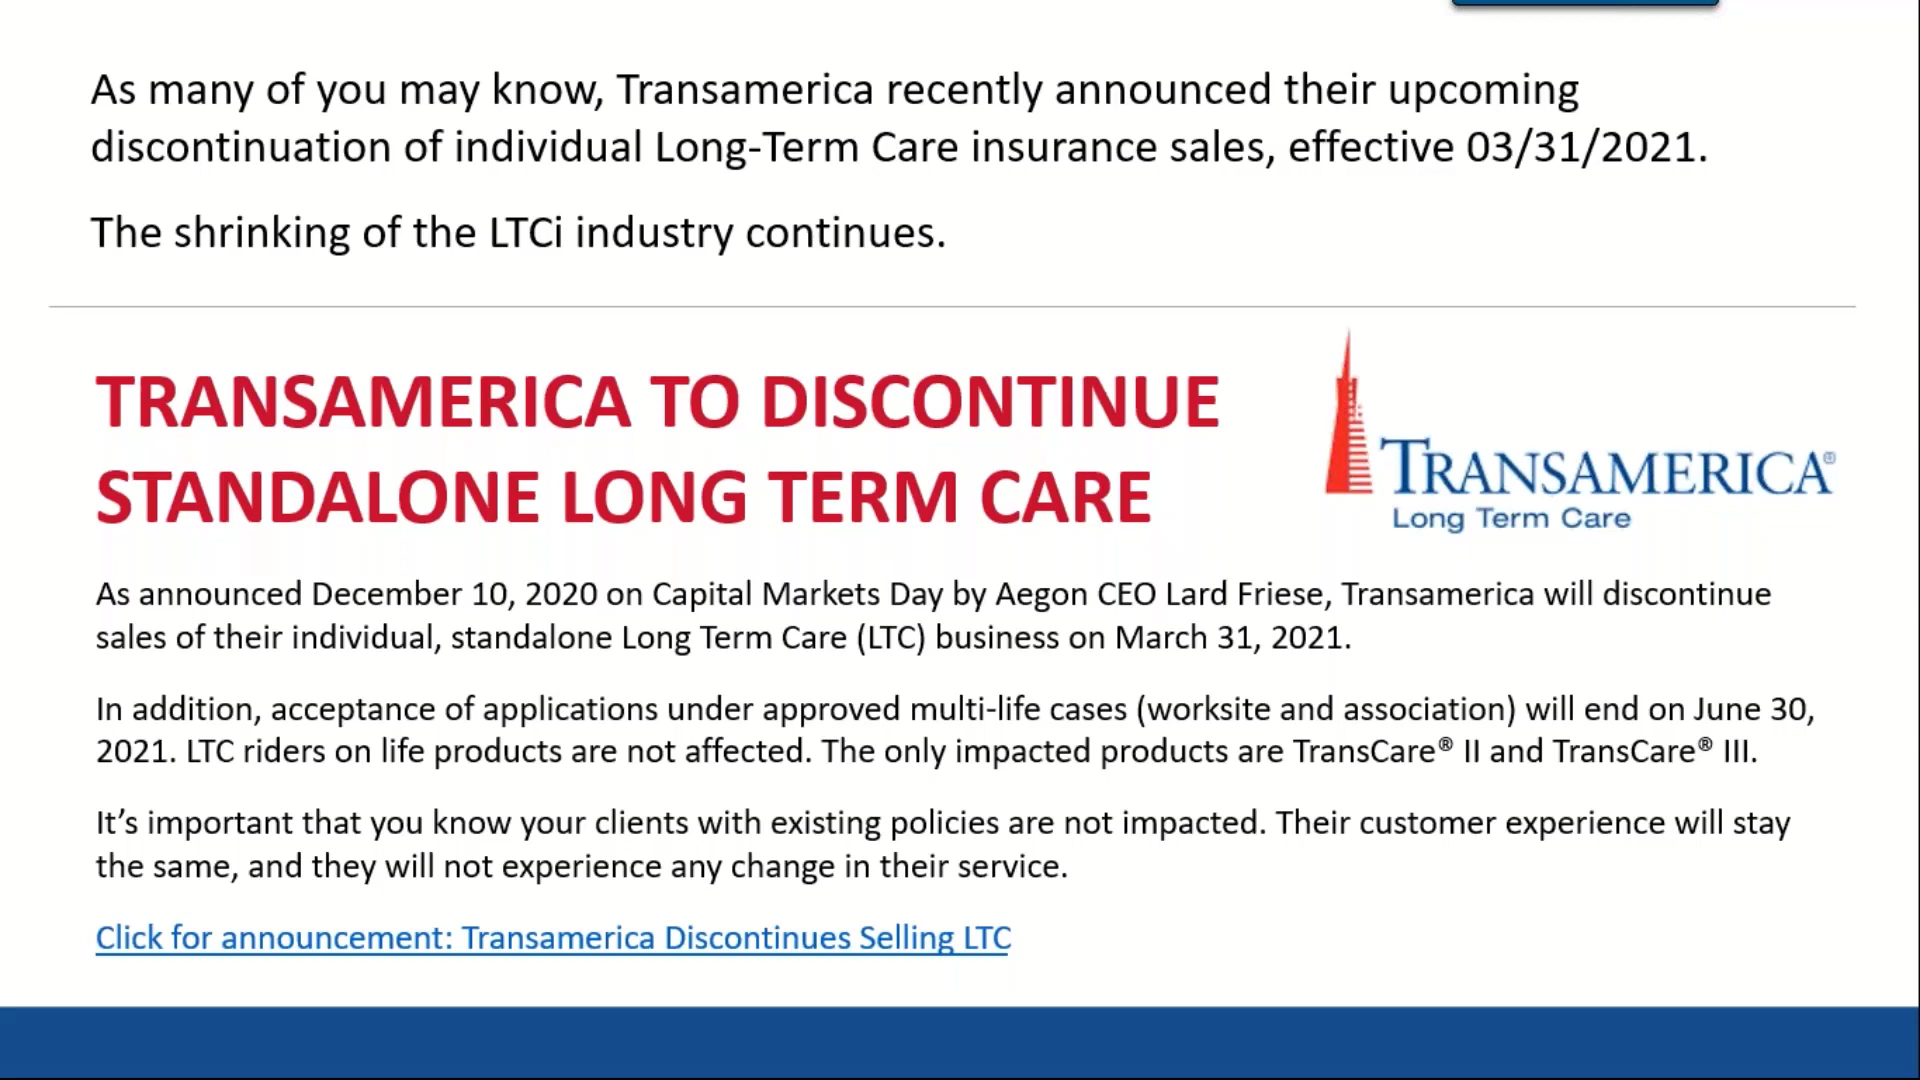 As many of you may know, Transamerica recently announced their upcoming
discontinuation of individual Long-Term Care insurance sales, effective 03/31/2021.
The shrinking of the LTCi industry continues.
TRANSAMERICA TO DISCONTINUE
STANDALONE LONG TERM CARE
TRANSAMERICA®
Long Term Care
As announced December 10, 2020 on Capital Markets Day by Aegon CEO Lard Friese, Transamerica will discontinue
sales of their individual, standalone Long Term Care (LTC) business on March 31, 2021.
In addition, acceptance of applications under approved multi-life cases (worksite and association) will end on June 30,
2021. LTC riders on life products are not affected. The only impacted products are TransCare® II and TransCare® III.
It’s important that you know your clients with existing policies are not impacted. Their customer experience will stay
the same, and they will not experience any change in their service.
Click for announcement: Transamerica Discontinues Selling LTC